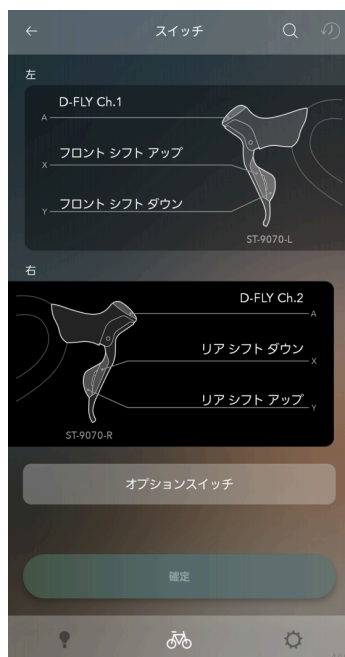 スイッチ
左
D-FLY Ch.1
A
フロント シフト アップ
X
フロント シフト ダウン
Y
ST-9070-L
右
D-FLY Ch.2
A
リア シフト ダウン
X
リア シフト アップ
Y
ST-9070-R
オプションスイッチ
確定